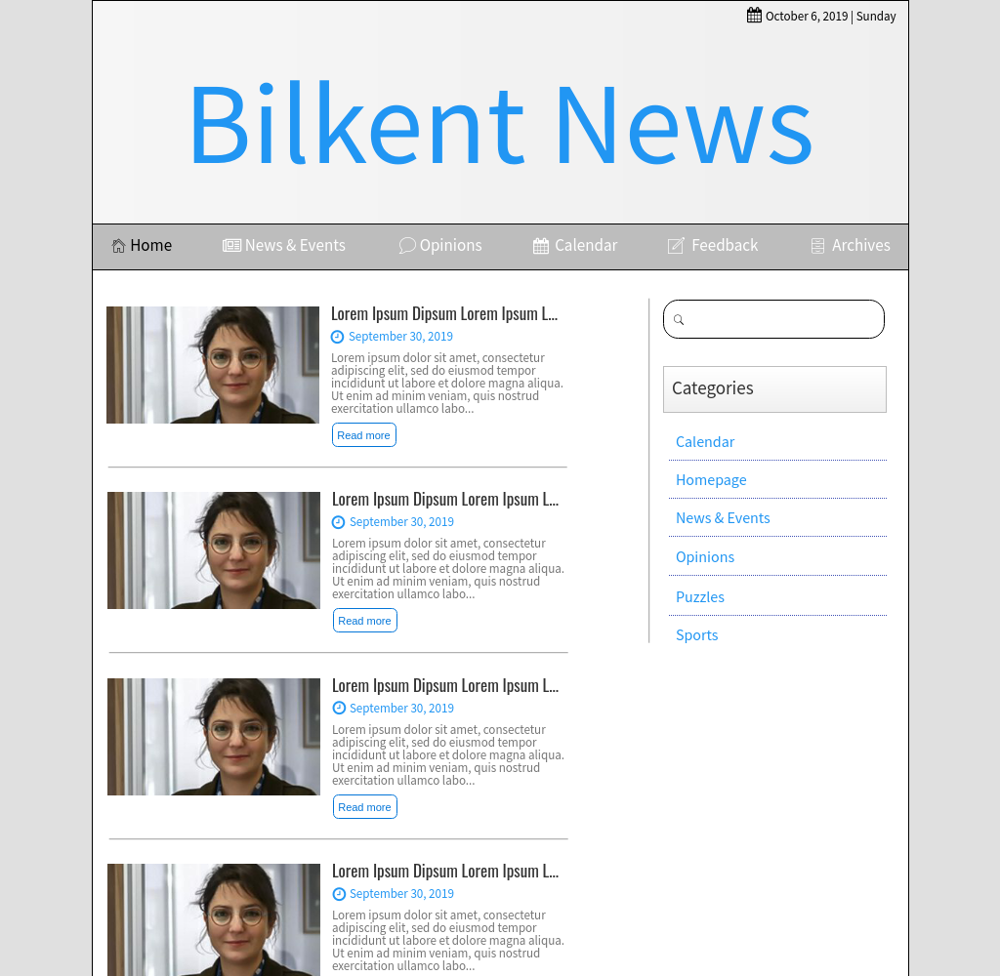 October 6, 2019 | Sunday
Bilkent News
Home News & Events Opinions Calendar Feedback Archives
Lorem Ipsum Dipsum Lorem Ipsum L...
September 30, 2019
Lorem ipsum dolor sit amet, consectetur
adipiscing elit, sed do eiusmod tempor
incididunt ut labore et dolore magna aliqua.
Ut enim ad minim veniam, quis nostrud
exercitation ullamco labo...
Read more
Lorem Ipsum Dipsum Lorem Ipsum L...
September 30, 2019
Lorem ipsum dolor sit amet, consectetur
adipiscing elit, sed do eiusmod tempor
incididunt ut labore et dolore magna aliqua.
Ut enim ad minim veniam, quis nostrud
exercitation ullamco labo...
Read more
Lorem Ipsum Dipsum Lorem Ipsum L...
September 30, 2019
Lorem ipsum dolor sit amet, consectetur
adipiscing elit, sed do eiusmod tempor
incididunt ut labore et dolore magna aliqua.
Ut enim ad minim veniam, quis nostrud
exercitation ullamco labo...
Read more
Lorem Ipsum Dipsum Lorem Ipsum L...
September 30, 2019
Lorem ipsum dolor sit amet, consectetur
adipiscing elit, sed do eiusmod tempor
incididunt ut labore et dolore magna aliqua.
Ut enim ad minim veniam, quis nostrud
exercitation ullamco labo...
Categories
Calendar
Homepage
News & Events
Opinions
Puzzles
Sports